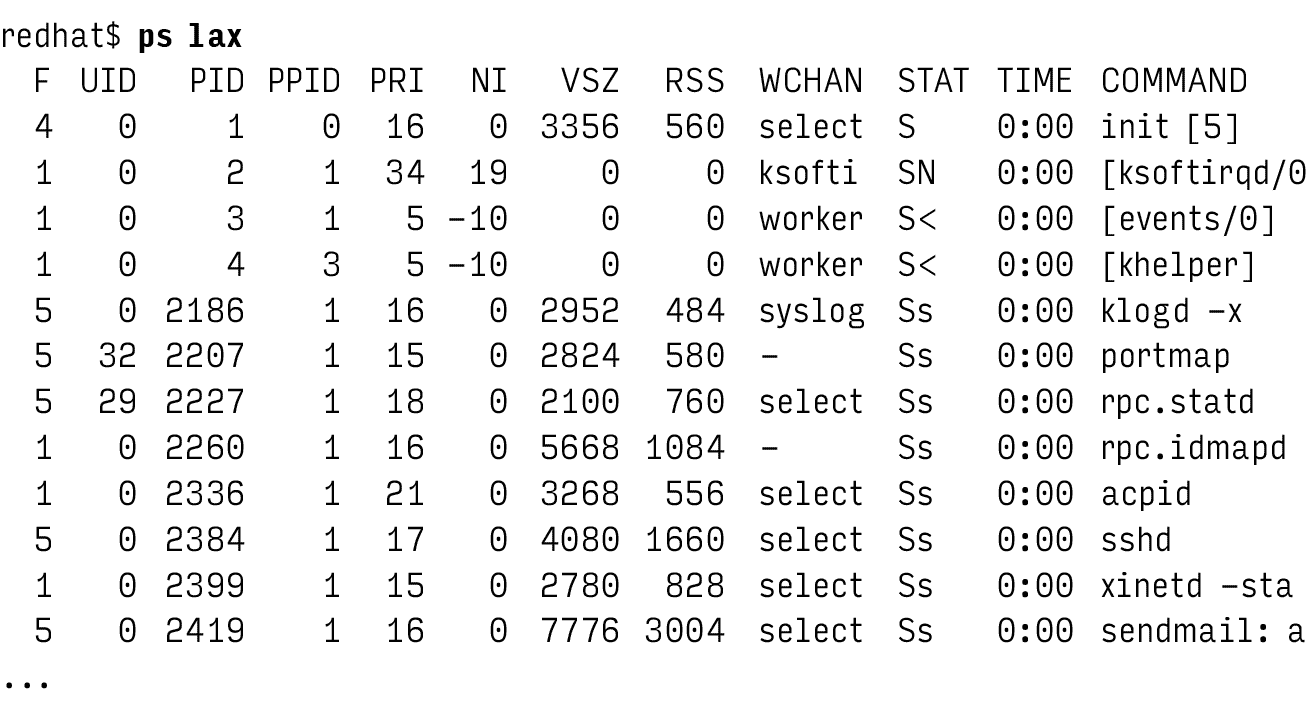 redhat$ ps lax
F UID PID PPID PRI NI VSZ RSS WCHAN STAT TIME COMMAND
4 0 1 0 16 0 3356 560 select S 0:00 init [5]
1 0 2 1 34 19 0 0 ksofti SN 0:00 [ksoftirqd/0
1 0 3 1 5 –10 0 0 worker S< 0:00 [events/0]
1 0 4 3 5 –10 0 0 worker S< 0:00 [khelper]
5 0 2186 1 16 0 2952 484 syslog Ss 0:00 klogd –x
5 32 2207 1 15 0 2824 580 – Ss 0:00 portmap
5 29 2227 1 18 0 2100 760 select Ss 0:00 rpc.statd
1 0 2260 1 16 0 5668 1084 – Ss 0:00 rpc.idmapd
1 0 2336 1 21 0 3268 556 select Ss 0:00 acpid
5 0 2384 1 17 0 4080 1660 select Ss 0:00 sshd
1 0 2399 1 15 0 2780 828 select Ss 0:00 xinetd –sta
5 0 2419 1 16 0 7776 3004 select Ss 0:00 sendmail: a
...